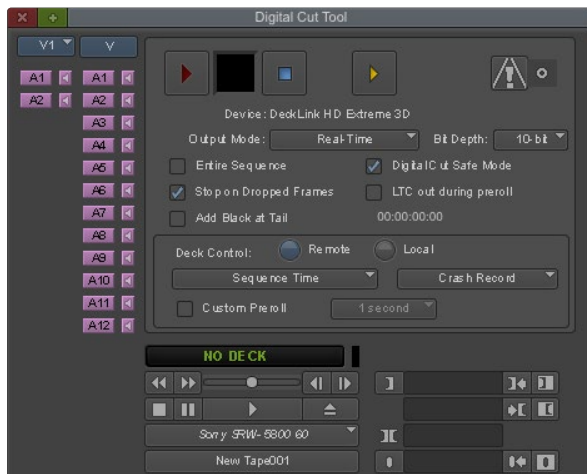 Digital Cut Tool
V1 V
A1 A1
A2 A2
A3
A4
A5
A6
A7
A8
A9
A10
A11
A12
Device: DeckLink HD Extreme 3D
Output Mode: Real-Time Bit Depth: 10-bit
Entire Sequence DigitalCut Safe Mode
Stop on Dropped Frames LTC out during preroll
Add Black at Tail 00:00:00:00
Deck Control: Remote Local
Sequence Time Crash Record
Custom Preroll 1 second
NO DECK
Sony SRW-5800 60
New Tape001